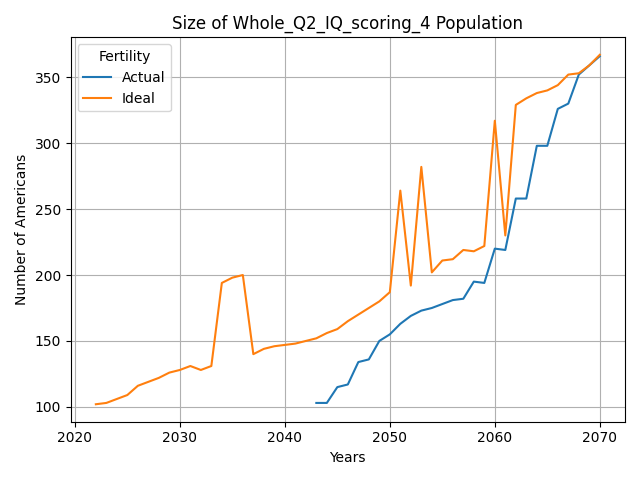 Size of Whole_Q2_IQ_scoring_4 Population
Fertility
Actual
Ideal
Number of Americans
350
300
250
200
150
100
2020
2030
2040
2050
2060
2070
Years